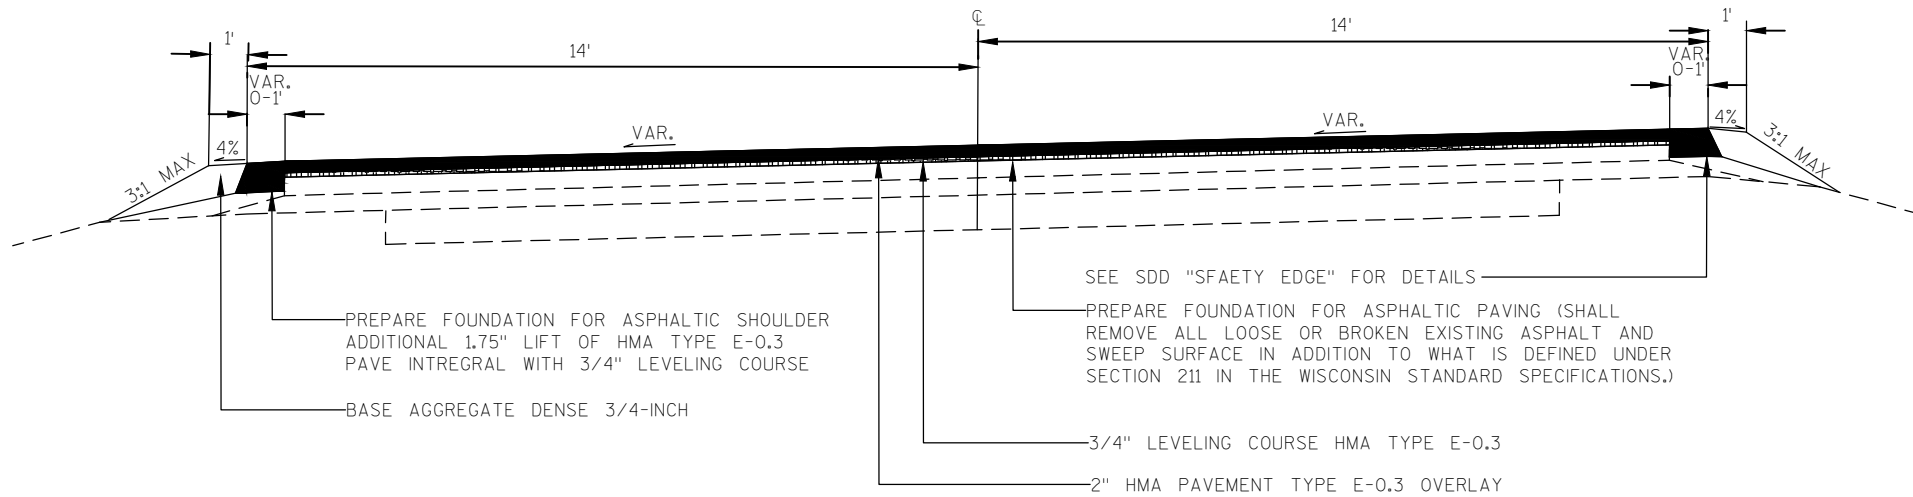 ℄
1'
14'
14'
1'
VAR.
0-1'
VAR.
0-1'
VAR.
VAR.
4%
4%
3:1 MAX
3:1 MAX
SEE SDD "SFAETY EDGE" FOR DETAILS
PREPARE FOUNDATION FOR ASPHALTIC SHOULDER
ADDITIONAL 1.75" LIFT OF HMA TYPE E-0.3
PAVE INTREGRAL WITH 3/4" LEVELING COURSE
PREPARE FOUNDATION FOR ASPHALTIC PAVING (SHALL
REMOVE ALL LOOSE OR BROKEN EXISTING ASPHALT AND
SWEEP SURFACE IN ADDITION TO WHAT IS DEFINED UNDER
SECTION 211 IN THE WISCONSIN STANDARD SPECIFICATIONS.)
BASE AGGREGATE DENSE 3/4-INCH
3/4" LEVELING COURSE HMA TYPE E-0.3
2" HMA PAVEMENT TYPE E-0.3 OVERLAY